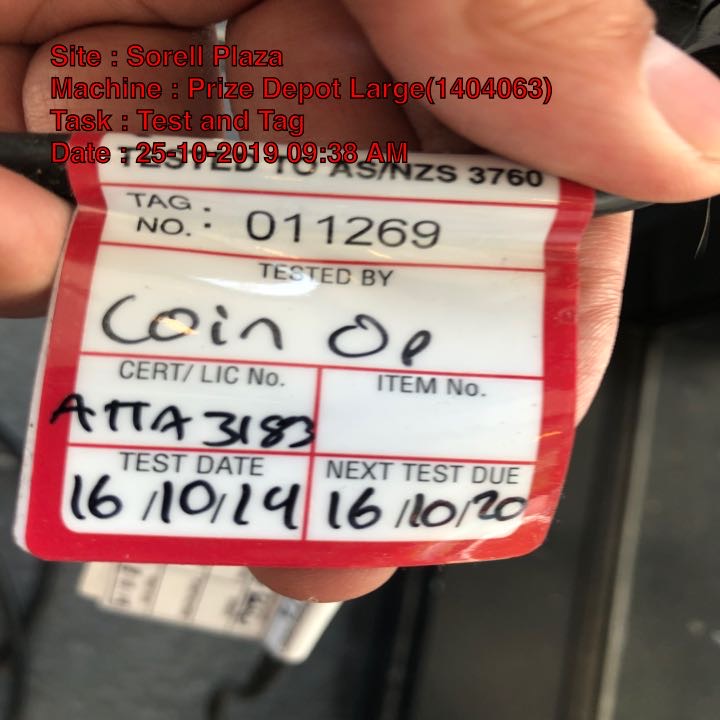 Site : Sorell Plaza
Machine : Prize Depot Large(1404063)
Task : Test and Tag
Date : 25-10-2019 09:38 AM
TESTED TO AS/NZS 3760
TAG NO. : 011269
TESTED BY
Coin Op
CERT/ LIC No. ITEM No.
ATTA 3183
TEST DATE NEXT TEST DUE
16/10/19 16/10/20